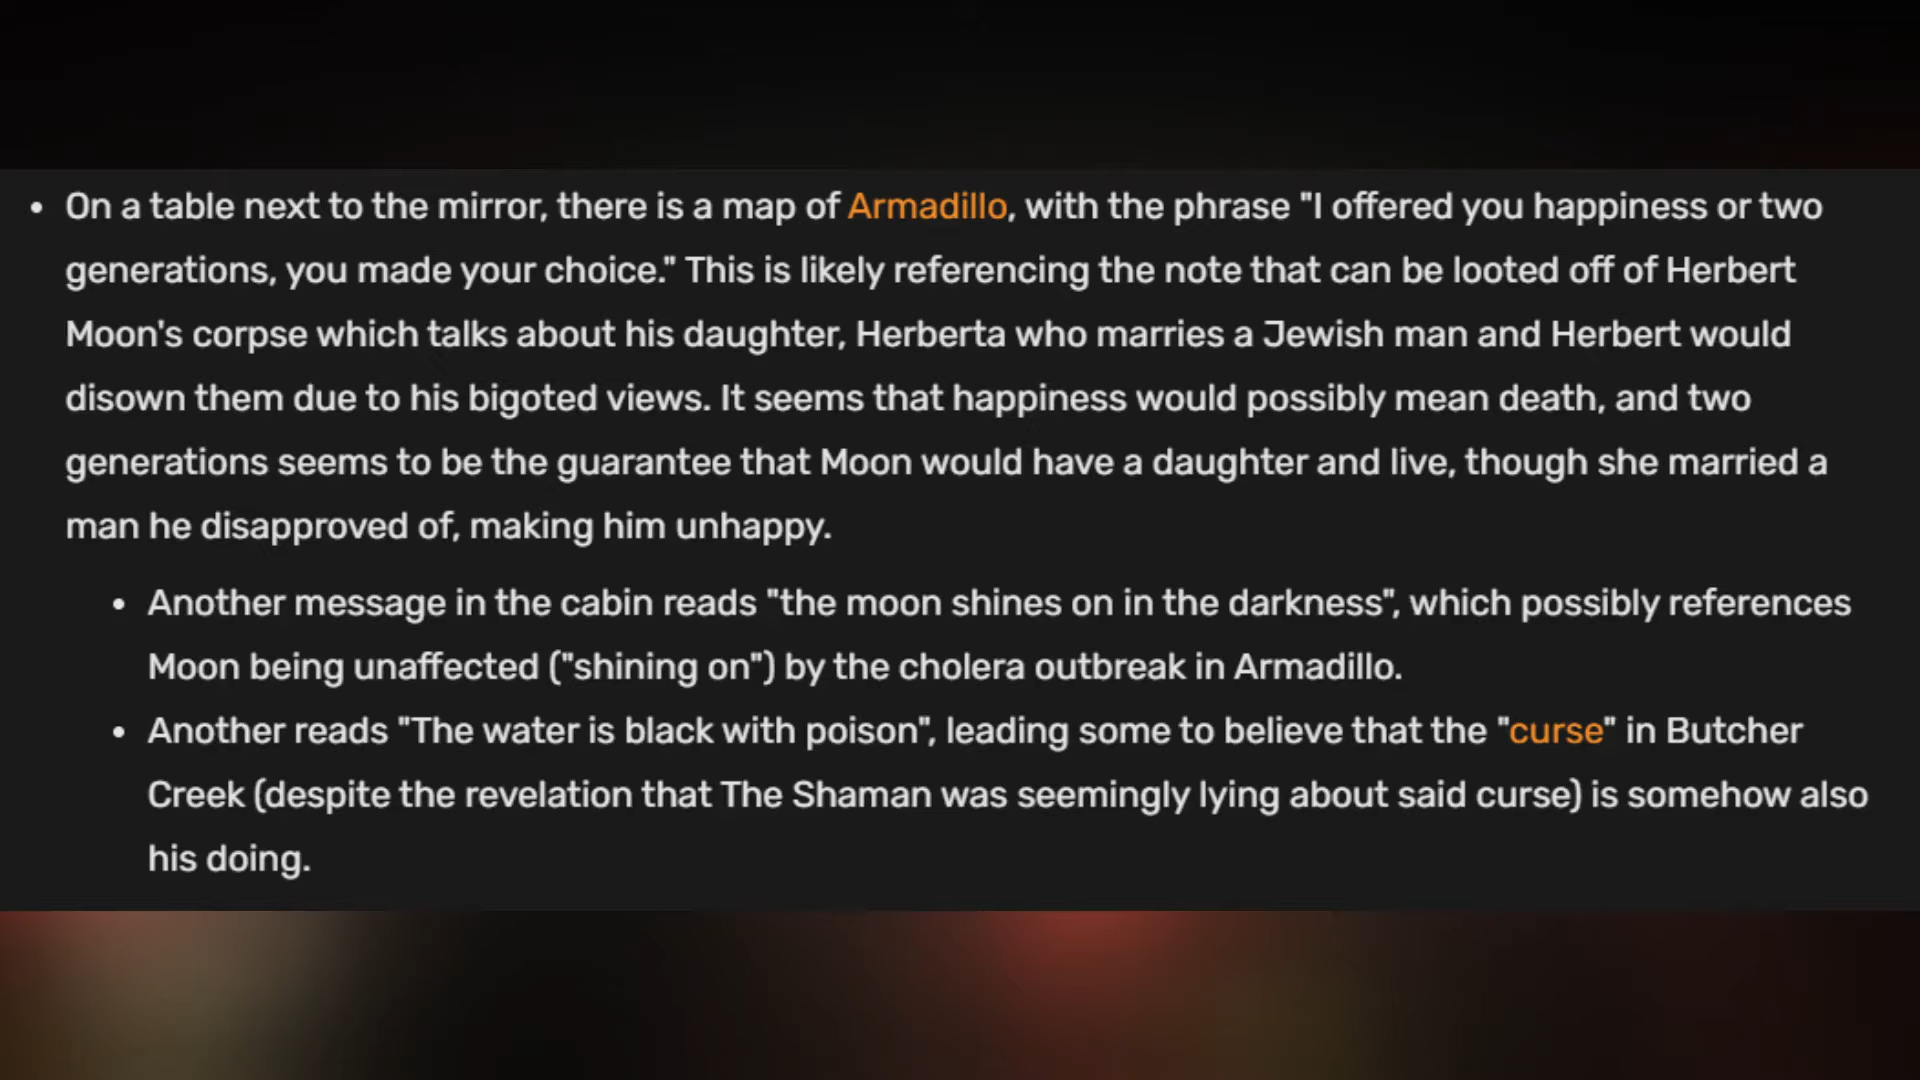 • On a table next to the mirror, there is a map of Armadillo, with the phrase "I offered you happiness or two
generations, you made your choice." This is likely referencing the note that can be looted off of Herbert
Moon's corpse which talks about his daughter, Herberta who marries a Jewish man and Herbert would
disown them due to his bigoted views. It seems that happiness would possibly mean death, and two
generations seems to be the guarantee that Moon would have a daughter and live, though she married a
man he disapproved of, making him unhappy.
• Another message in the cabin reads "the moon shines on in the darkness", which possibly references
Moon being unaffected ("shining on") by the cholera outbreak in Armadillo.
• Another reads "The water is black with poison", leading some to believe that the "curse" in Butcher
Creek (despite the revelation that The Shaman was seemingly lying about said curse) is somehow also
his doing.